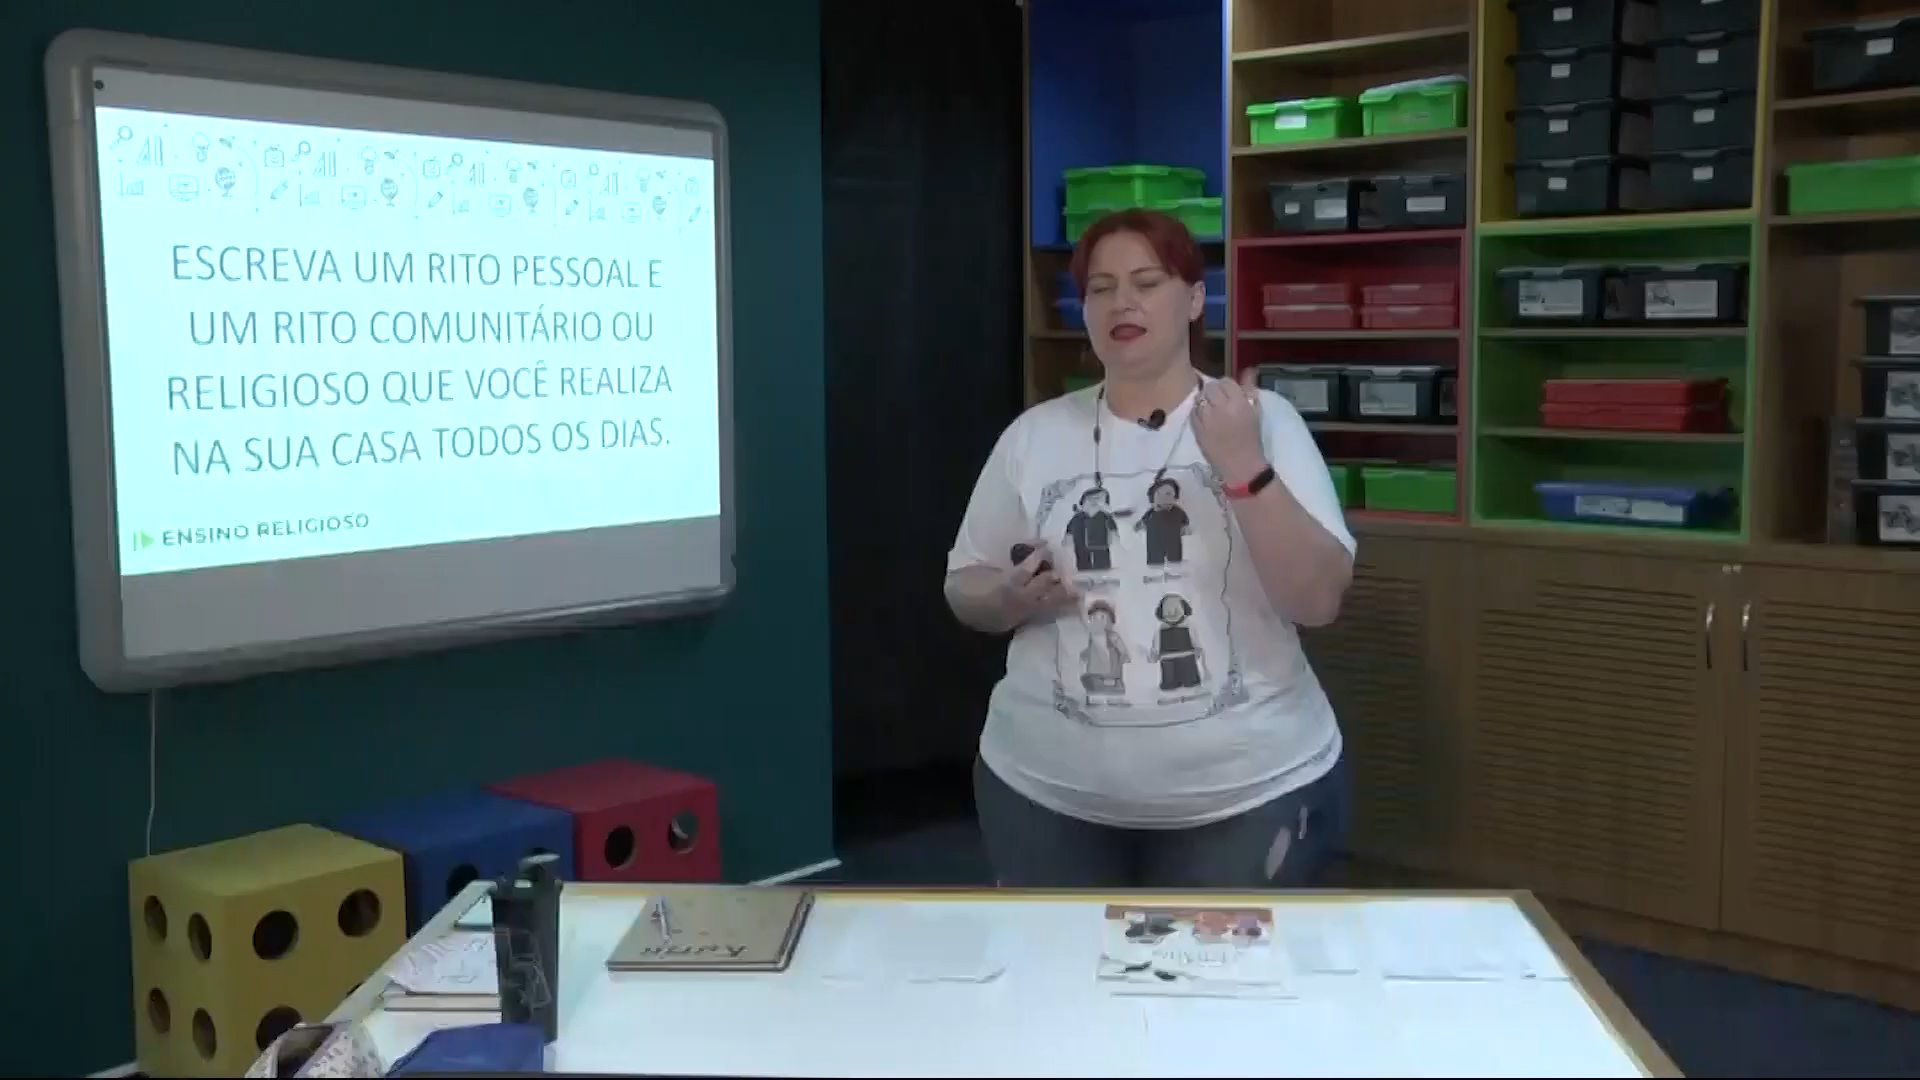 ESCREVA UM RITO PESSOAL E
UM RITO COMUNITÁRIO OU
RELIGIOSO QUE VOCÊ REALIZA
NA SUA CASA TODOS OS DIAS.
ENSINO RELIGIOSO